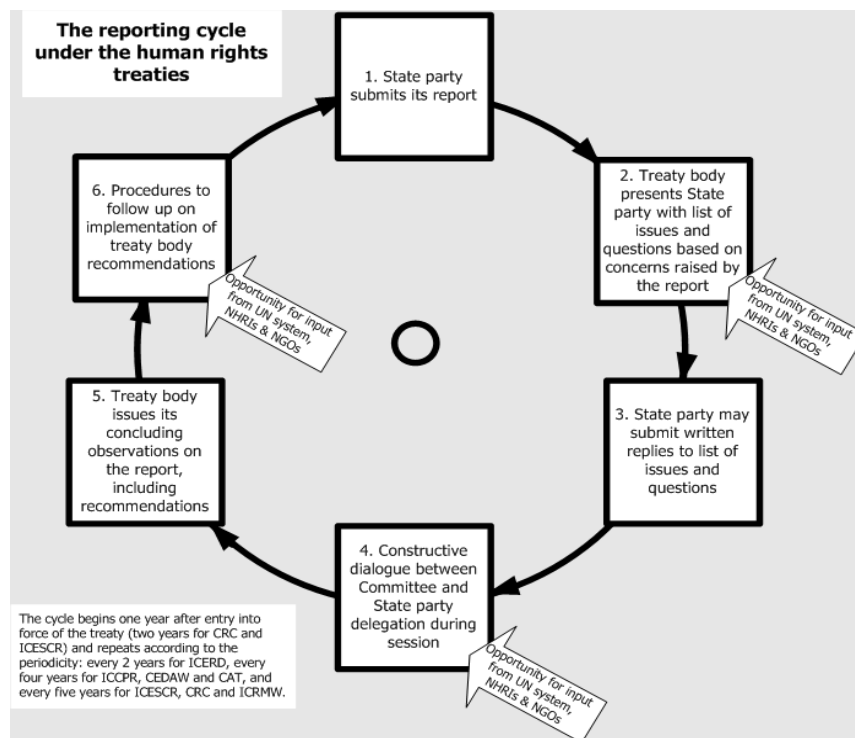 The reporting cycle
under the human rights
treaties
1. State party
submits its report
2. Treaty body
presents State
party with list of
issues and
questions based on
concerns raised by
the report
Opportunity for input
from UN system,
NHRIs & NGOs
3. State party may
submit written
replies to list of
issues and
questions
4. Constructive
dialogue between
Committee and
State party
delegation during
session
Opportunity for input
from UN system,
NHRIs & NGOs
5. Treaty body
issues its
concluding
observations on
the report,
including
recommendations
6. Procedures to
follow up on
implementation of
treaty body
recommendations
Opportunity for input
from UN system,
NHRIs & NGOs
The cycle begins one year after entry into
force of the treaty (two years for CRC and
ICESCR) and repeats according to the
periodicity: every 2 years for ICERD, every
four years for ICCPR, CEDAW and CAT, and
every five years for ICESCR, CRC and ICRMW.